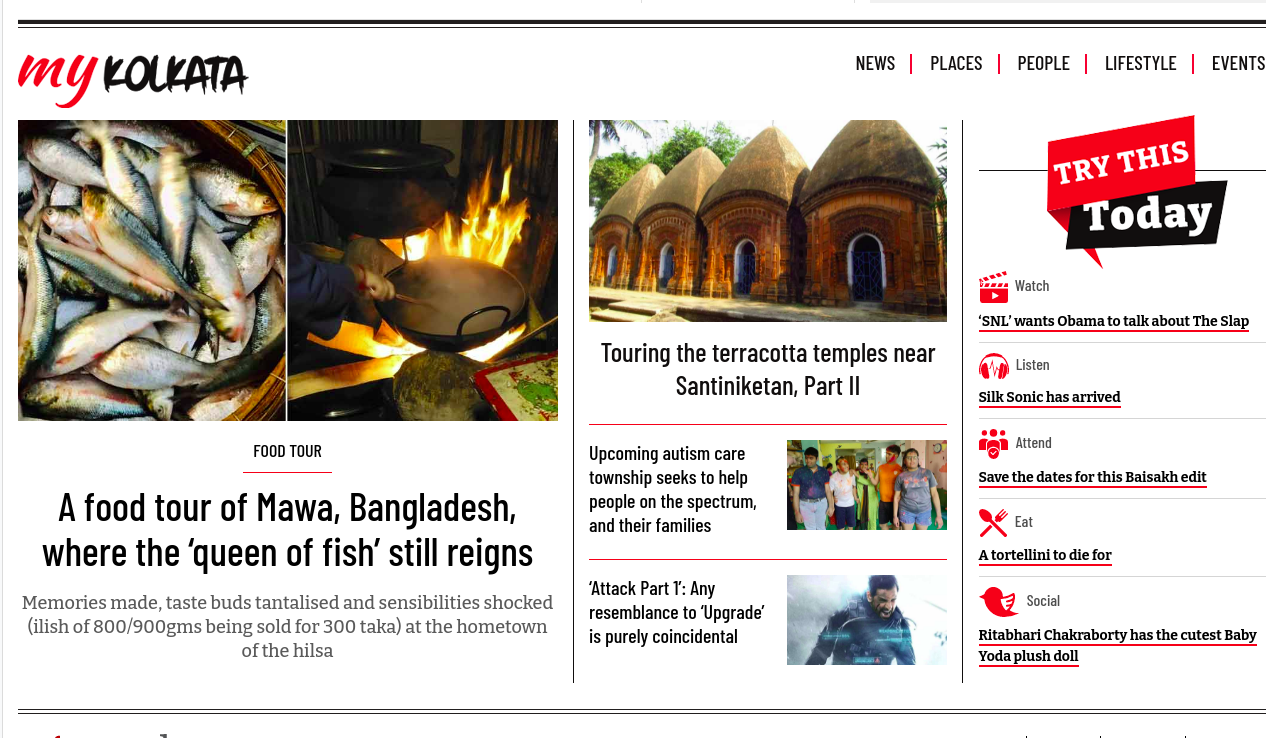 my KOLKATA
NEWS
PLACES
PEOPLE
LIFESTYLE
EVENTS
FOOD TOUR
A food tour of Mawa, Bangladesh,
where the ‘queen of fish’ still reigns
Memories made, taste buds tantalised and sensibilities shocked
(ilish of 800/900gms being sold for 300 taka) at the hometown
of the hilsa
Touring the terracotta temples near
Santiniketan, Part II
Upcoming autism care
township seeks to help
people on the spectrum,
and their families
‘Attack Part 1’: Any
resemblance to ‘Upgrade’
is purely coincidental
TRY THIS
Today
Watch
‘SNL’ wants Obama to talk about The Slap
Listen
Silk Sonic has arrived
Attend
Save the dates for this Baisakh edit
Eat
A tortellini to die for
Social
Ritabhari Chakraborty has the cutest Baby
Yoda plush doll